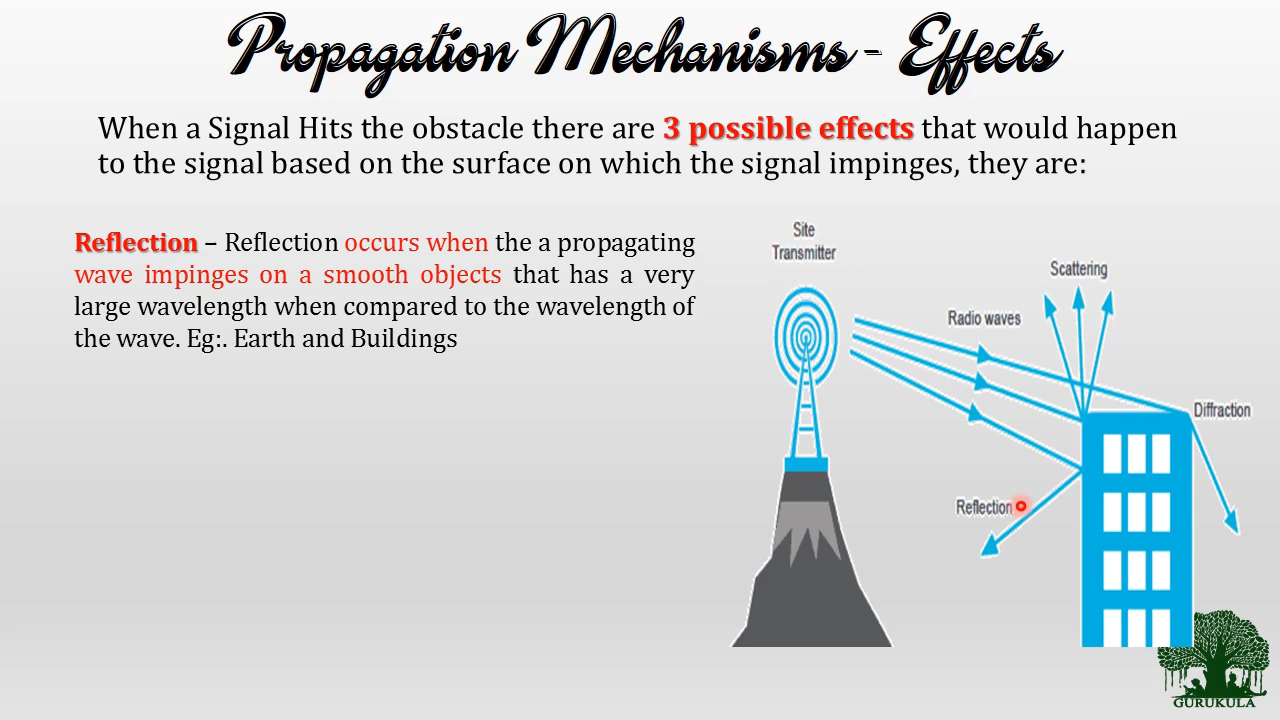 Propagation Mechanisms - Effects
When a Signal Hits the obstacle there are 3 possible effects that would happen
to the signal based on the surface on which the signal impinges, they are:
Reflection – Reflection occurs when the a propagating
wave impinges on a smooth objects that has a very
large wavelength when compared to the wavelength of
the wave. Eg:. Earth and Buildings
Site
Transmitter
Scattering
Radio waves
Diffraction
Reflection
GURUKULA